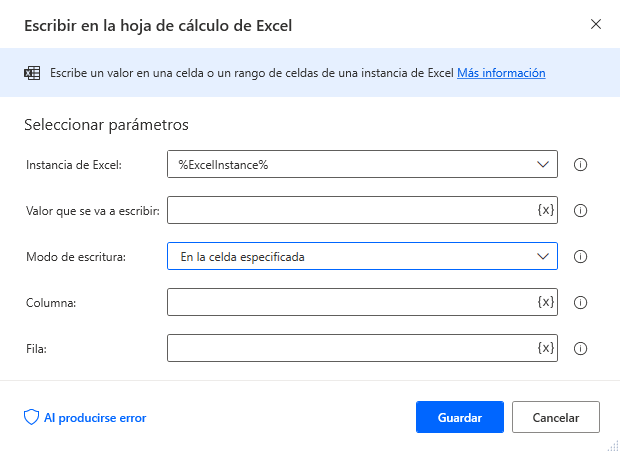 Escribir en la hoja de cálculo de Excel
Escribe un valor en una celda o un rango de celdas de una instancia de Excel Más información
Seleccionar parámetros
Instancia de Excel: %ExcelInstance%
Valor que se va a escribir: {x}
Modo de escritura: En la celda especificada
Columna: {x}
Fila: {x}
Al producirse error Guardar Cancelar